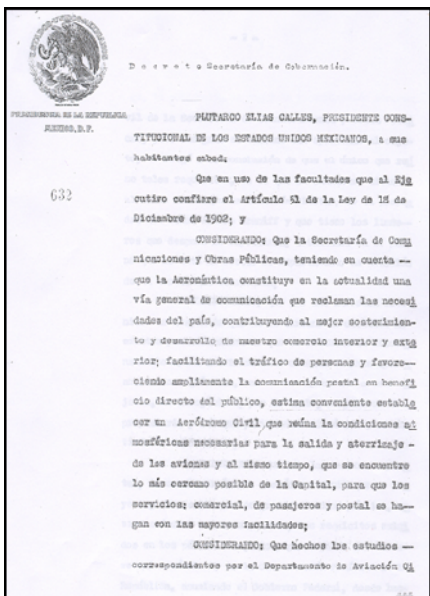 D e c r e t o Secretaría de Gobernación.
PRESIDENCIA DE LA REPUBLICA
MEXICO, D.F.
632
PLUTARCO ELIAS CALLES, PRESIDENTE CONS-
TITUCIONAL DE LOS ESTADOS UNIDOS MEXICANOS, a sus
habitantes sabed:
Que en uso de las facultades que al Eje
cutivo confiere el Artículo 51 de la Ley de 18 de
Diciembre de 1902; y
CONSIDERANDO: Que la Secretaría de Comu
nicaciones y Obras Públicas, teniendo en cuenta --
que la Aeronáutica constituye en la actualidad una
vía general de comunicación que reclaman las necesi
dades del país, contribuyendo al mejor sostenimien-
to y desarrollo de nuestro comercio interior y exte
rior; facilitando el tráfico de personas y favore-
ciendo ampliamente la comunicación postal en benefi
cio directo del público, estima conveniente estable
cer un Aeródromo Civil que reúna la condiciones at
mosféricas necesarias para la salida y aterrizaje -
de los aviones y al mismo tiempo, que se encuentre
lo más cercano posible de la Capital, para que los
servicios; comercial, de pasajeros y postal se ha-
gan con las mayores facilidades;
CONSIDERANDO: Que hechos los estudios --
correspondientes por el Departamento de Aviación Ci